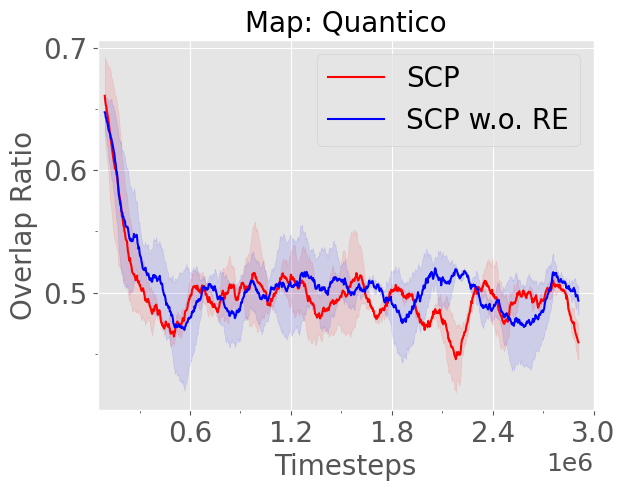 Map: Quantico
0.7
0.6
0.5
Overlap Ratio
SCP
SCP w.o. RE
0.6 1.2 1.8 2.4 3.0
Timesteps
1e6